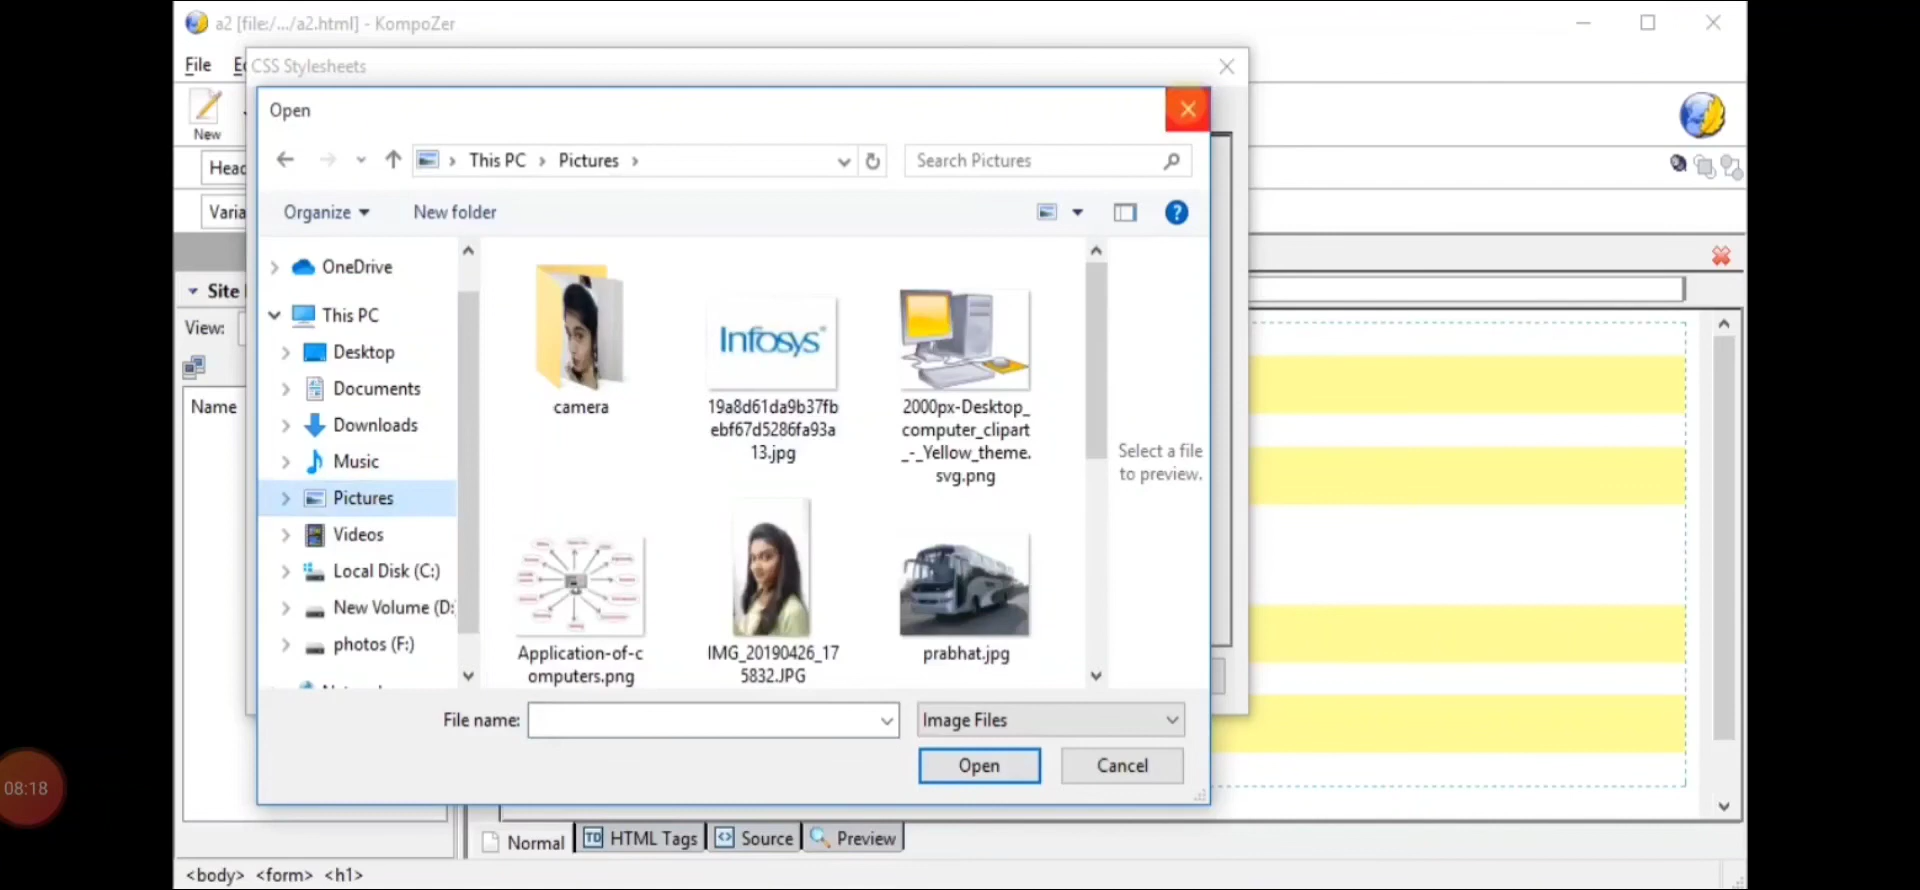 a2 [file:/.../a2.html] - KompoZer
File
CSS Stylesheets
Open
New
This PC
Pictures
Search Pictures
Head
Organize
New folder
Varia
OneDrive
Site
This PC
View:
Desktop
Documents
Downloads
Music
Pictures
Videos
Local Disk (C:)
New Volume (D:
photos (F:)
Name
camera
Infosys®
19a8d61da9b37fb
ebf67d5286fa93a
13.jpg
2000px-Desktop_
computer_clipart
_-_Yellow_theme.
svg.png
Select a file
to preview.
Application-of-c
omputers.png
IMG_20190426_17
5832.JPG
prabhat.jpg
File name:
Image Files
Open
Cancel
08:18
Normal
TD HTML Tags
Source
Preview
<body> <form> <h1>